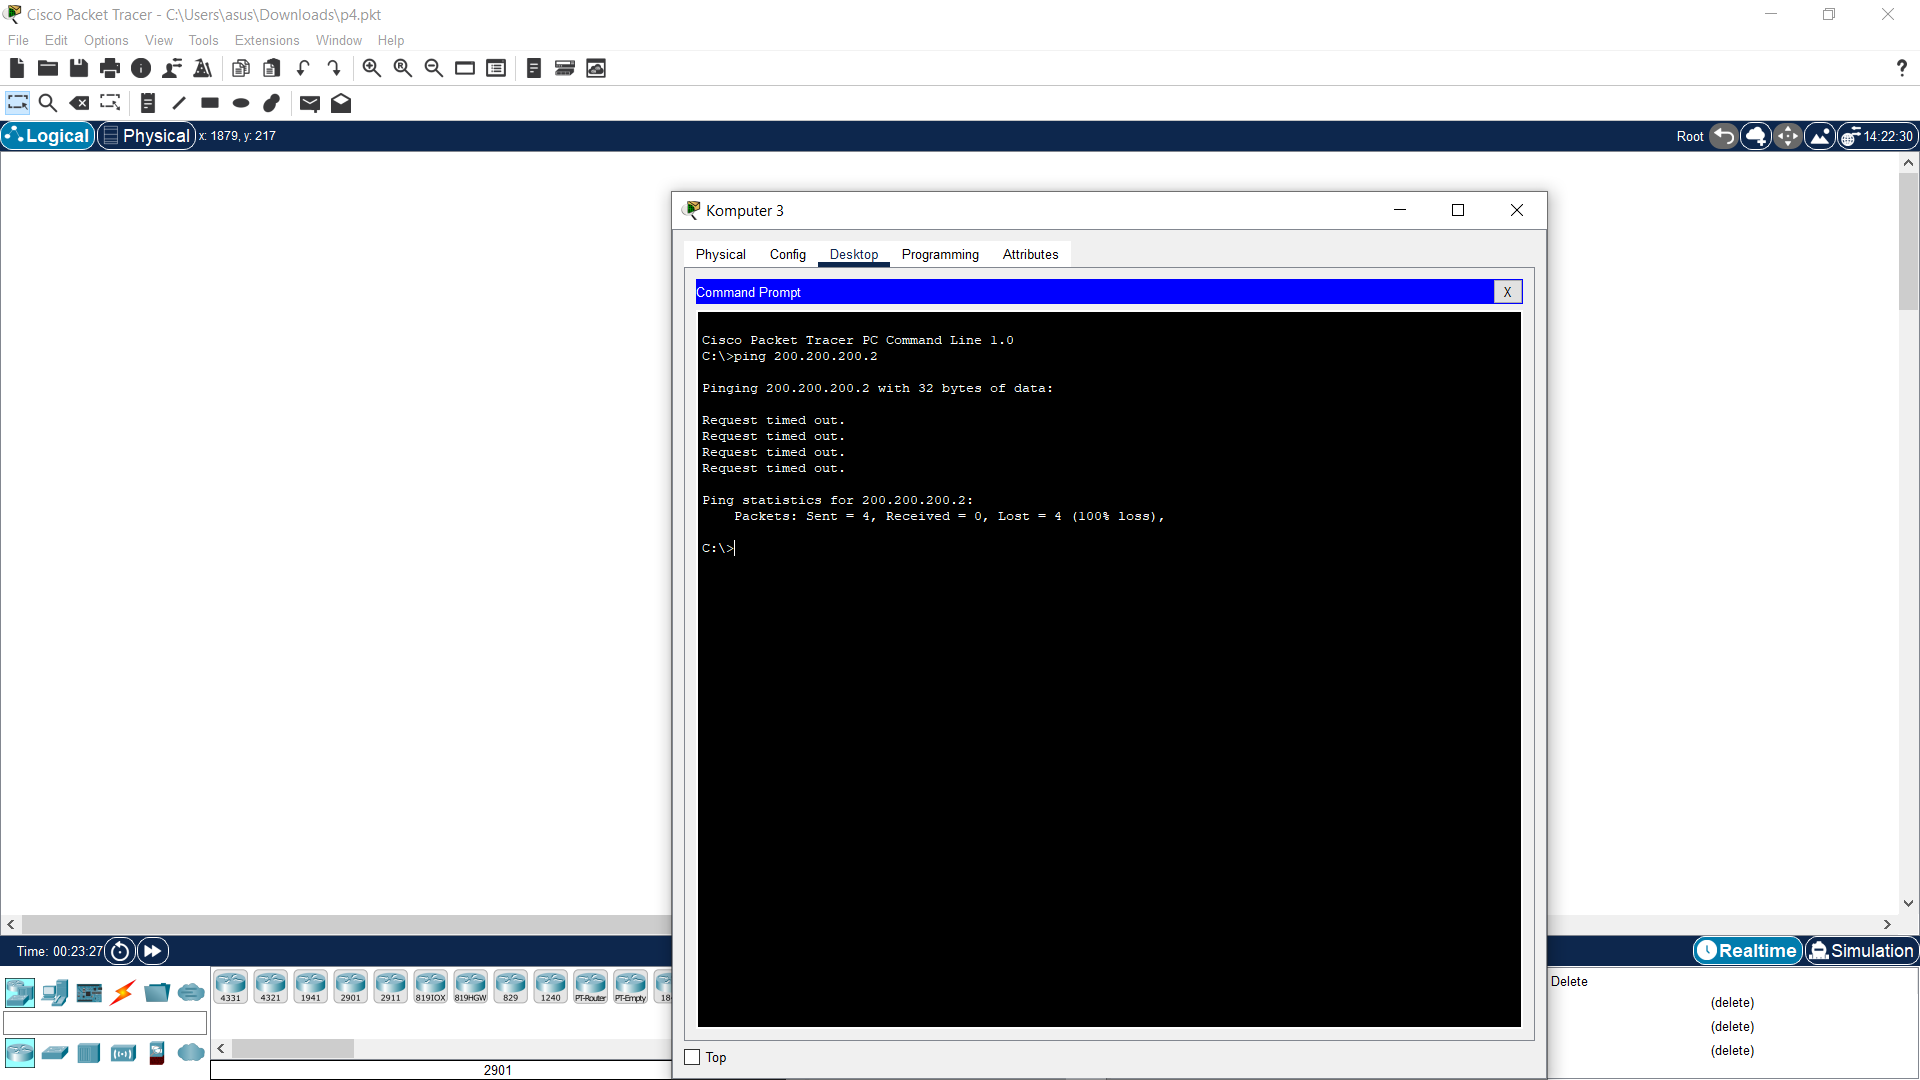 Cisco Packet Tracer - C:\Users\asus\Downloads\p4.pkt
File Edit Options View Tools Extensions Window Help
Logical Physical x: 1879, y: 217 Root 14:22:30
Komputer 3
Physical Config Desktop Programming Attributes
Command Prompt X
Cisco Packet Tracer PC Command Line 1.0
C:\>ping 200.200.200.2
Pinging 200.200.200.2 with 32 bytes of data:
Request timed out.
Request timed out.
Request timed out.
Request timed out.
Ping statistics for 200.200.200.2:
Packets: Sent = 4, Received = 0, Lost = 4 (100% loss),
C:\>
Time: 00:23:27 Realtime Simulation
4331 4321 1941 2901 2911 819IOX 819HGW 829 1240 PT-Router PT-Empty 18
Delete
(delete)
(delete)
(delete)
Top
2901